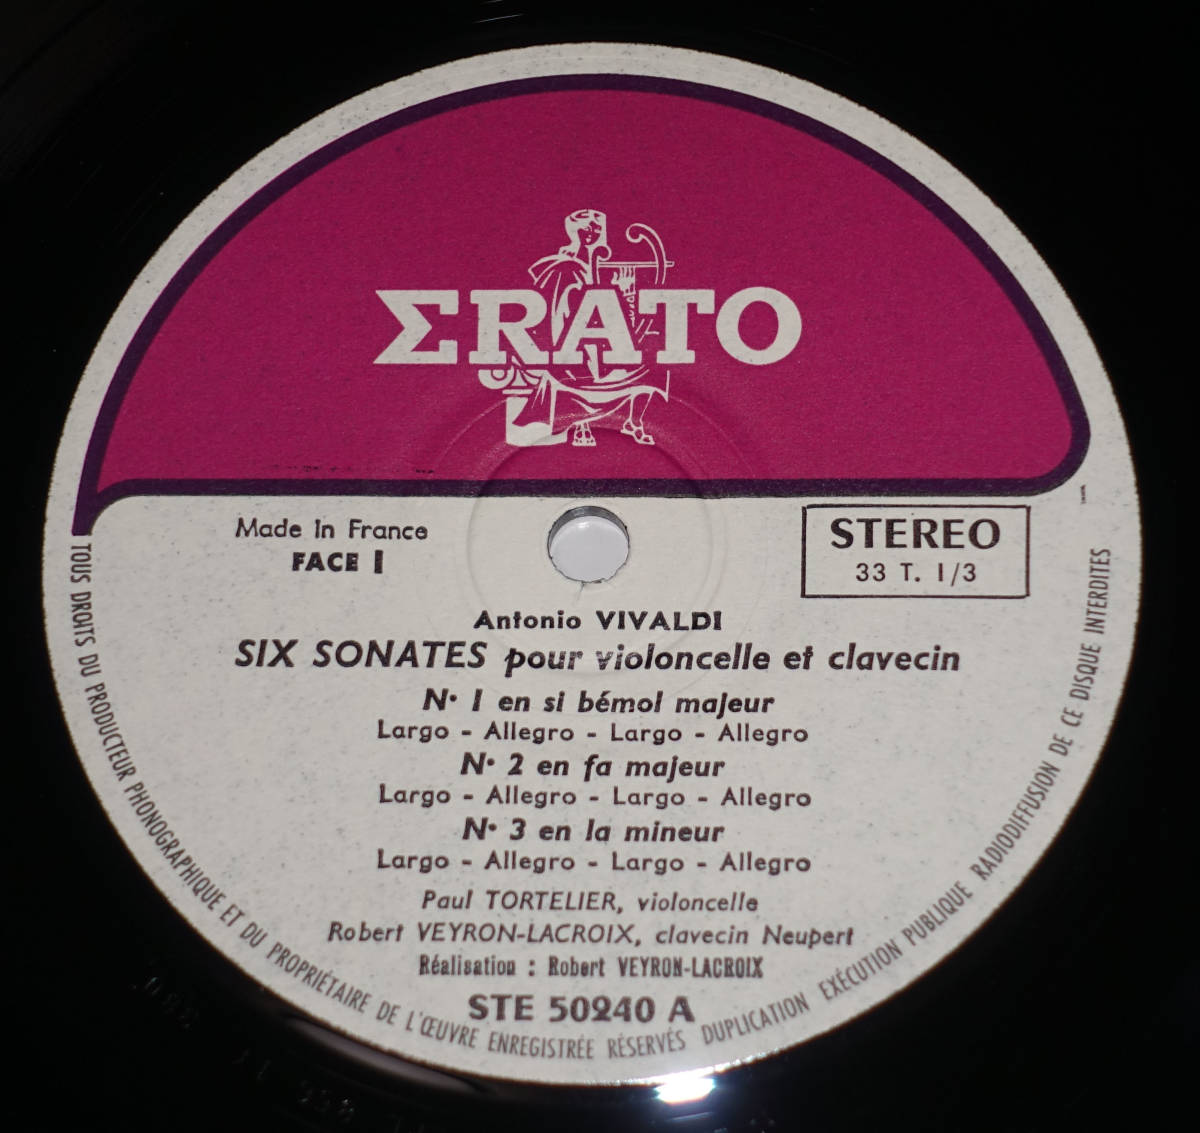 ΣRATO
Made In France
FACE 1
STEREO
33 T. 1/3
Antonio VIVALDI
SIX SONATES pour violoncelle et clavecin
N• 1 en si bémol majeur
Largo - Allegro - Largo - Allegro
N• 2 en fa majeur
Largo - Allegro - Largo - Allegro
N• 3 en la mineur
Largo - Allegro - Largo - Allegro
Paul TORTELIER, violoncelle
Robert VEYRON-LACROIX, clavecin Neupert
Réalisation : Robert VEYRON-LACROIX
STE 50240 A
TOUS DROITS DU PRODUCTEUR PHONOGRAPHIQUE ET DU PROPRIÉTAIRE DE L'ŒUVRE ENREGISTRÉE RÉSERVÉS DUPLICATION EXÉCUTION PUBLIQUE RADIODIFFUSION DE CE DISQUE INTERDITES